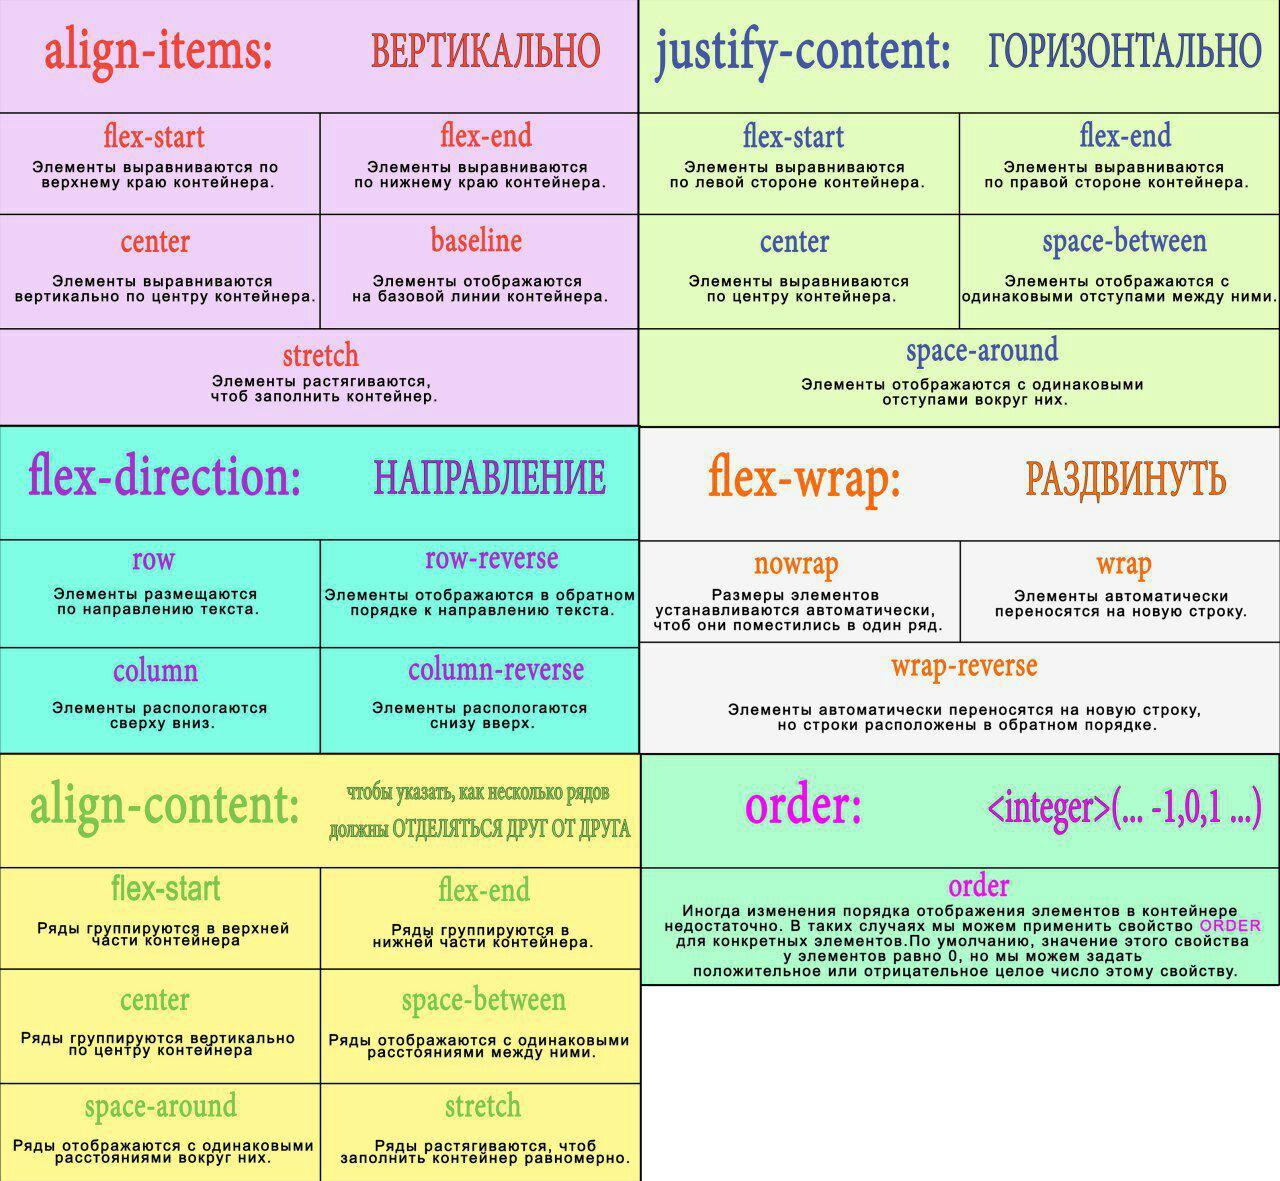 align-items: ВЕРТИКАЛЬНО
flex-start
Элементы выравниваются по
верхнему краю контейнера.
flex-end
Элементы выравниваются
по нижнему краю контейнера.
center
Элементы выравниваются
вертикально по центру контейнера.
baseline
Элементы отображаются
на базовой линии контейнера.
stretch
Элементы растягиваются,
чтоб заполнить контейнер.
justify-content: ГОРИЗОНТАЛЬНО
flex-start
Элементы выравниваются
по левой стороне контейнера.
flex-end
Элементы выравниваются
по правой стороне контейнера.
center
Элементы выравниваются
по центру контейнера.
space-between
Элементы отображаются с
одинаковыми отступами между ними.
space-around
Элементы отображаются с одинаковыми
отступами вокруг них.
flex-direction: НАПРАВЛЕНИЕ
row
Элементы размещаются
по направлению текста.
row-reverse
Элементы отображаются в обратном
порядке к направлению текста.
column
Элементы распологаются
сверху вниз.
column-reverse
Элементы распологаются
снизу вверх.
flex-wrap: РАЗДВИНУТЬ
nowrap
Размеры элементов
устанавливаются автоматически,
чтоб они поместились в один ряд.
wrap
Элементы автоматически
переносятся на новую строку.
wrap-reverse
Элементы автоматически переносятся на новую строку,
но строки расположены в обратном порядке.
align-content: чтобы указать, как несколько рядов
должны ОТДЕЛЯТЬСЯ ДРУГ ОТ ДРУГА
flex-start
Ряды группируются в верхней
части контейнера
flex-end
Ряды группируются в
нижней части контейнера.
center
Ряды группируются вертикально
по центру контейнера
space-between
Ряды отображаются с одинаковыми
расстояниями между ними.
space-around
Ряды отображаются с одинаковыми
расстояниями вокруг них.
stretch
Ряды растягиваются, чтоб
заполнить контейнер равномерно.
order: <integer>(... -1,0,1 ...)
order
Иногда изменения порядка отображения элементов в контейнере
недостаточно. В таких случаях мы можем применить свойство ORDER
для конкретных элементов.По умолчанию, значение этого свойства
у элементов равно 0, но мы можем задать
положительное или отрицательное целое число этому свойству.